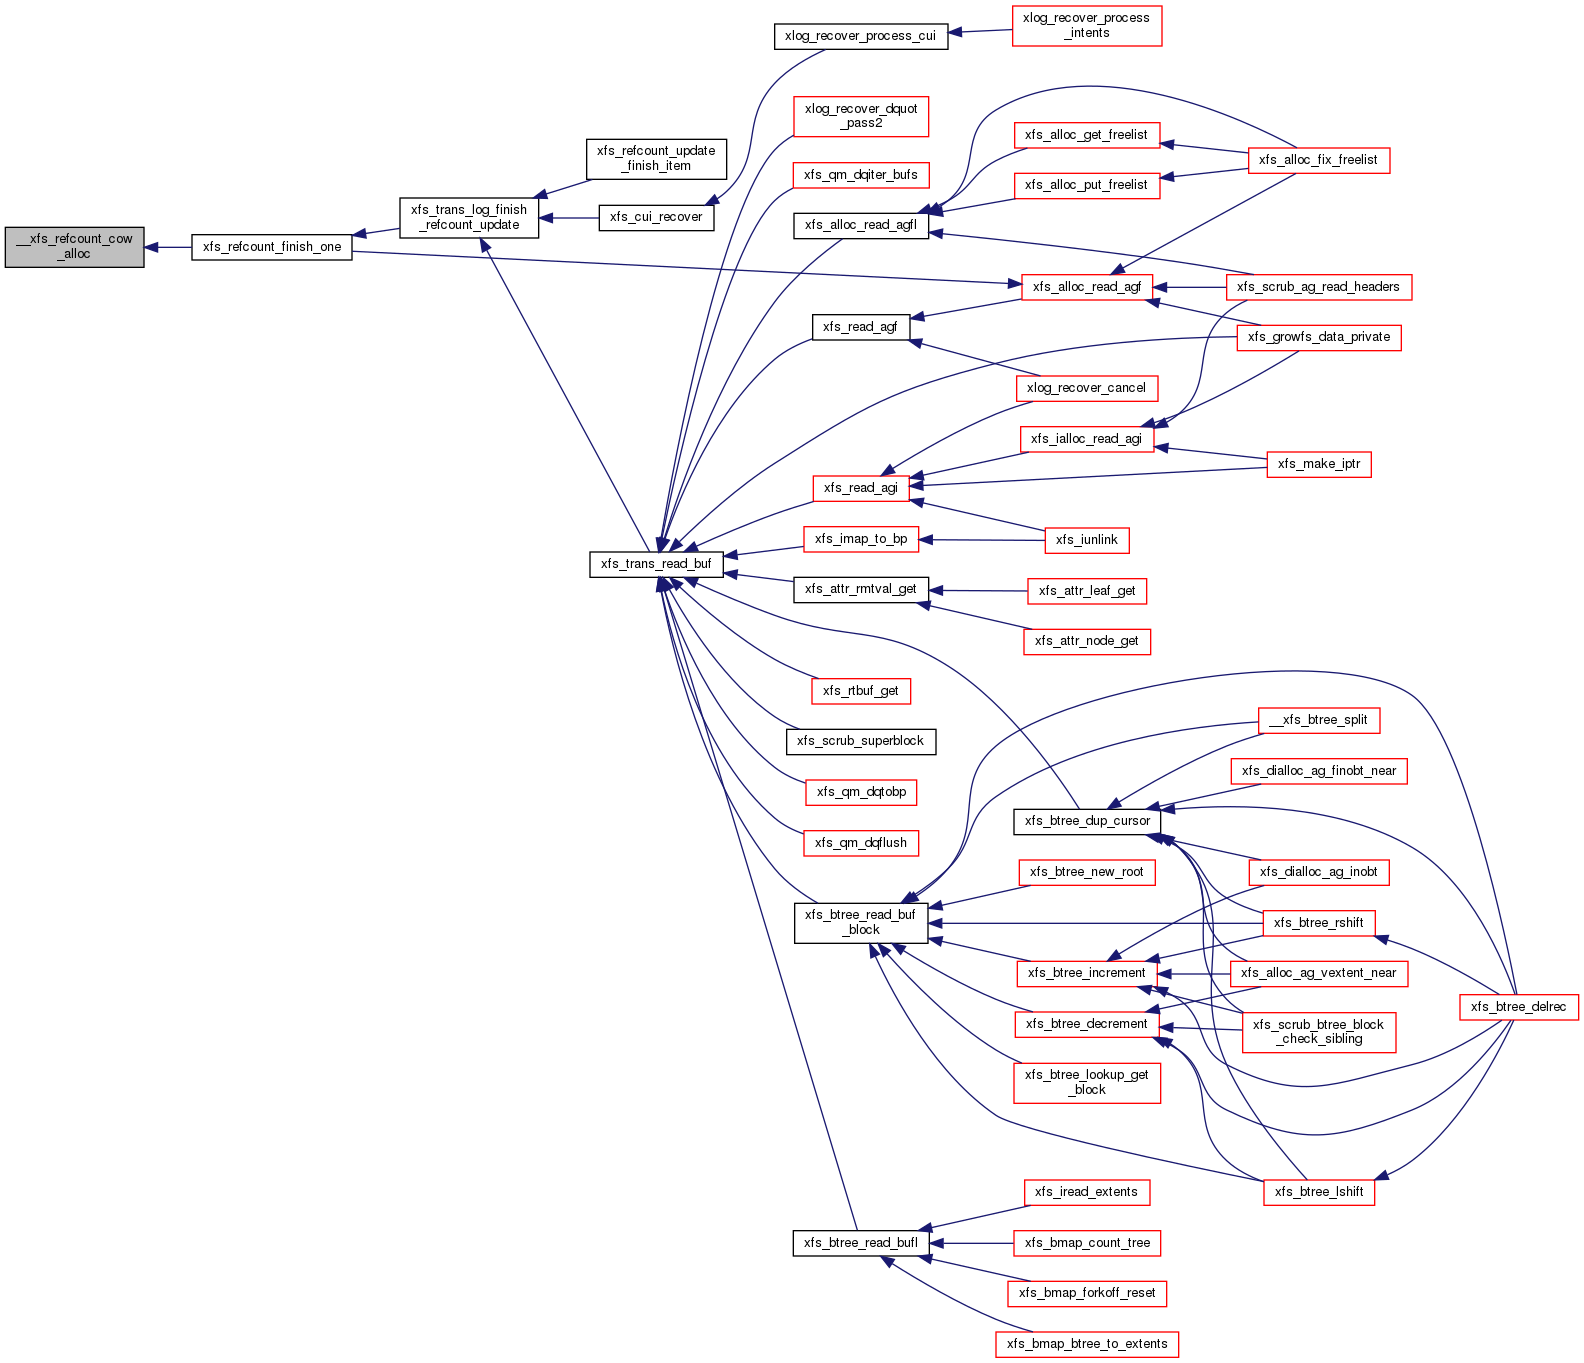 xlog_recover_process
_intents
xlog_recover_process_cui
xlog_recover_dquot
_pass2
xfs_alloc_get_freelist
xfs_refcount_update
_finish_item
xfs_alloc_fix_freelist
xfs_qm_dqiter_bufs
xfs_alloc_put_freelist
xfs_trans_log_finish
_refcount_update
xfs_cui_recover
xfs_alloc_read_agfl
__xfs_refcount_cow
_alloc
xfs_refcount_finish_one
xfs_alloc_read_agf
xfs_scrub_ag_read_headers
xfs_read_agf
xfs_growfs_data_private
xlog_recover_cancel
xfs_ialloc_read_agi
xfs_make_iptr
xfs_read_agi
xfs_imap_to_bp
xfs_iunlink
xfs_trans_read_buf
xfs_attr_rmtval_get
xfs_attr_leaf_get
xfs_attr_node_get
xfs_rtbuf_get
__xfs_btree_split
xfs_scrub_superblock
xfs_dialloc_ag_finobt_near
xfs_qm_dqtobp
xfs_btree_dup_cursor
xfs_qm_dqflush
xfs_btree_new_root
xfs_dialloc_ag_inobt
xfs_btree_read_buf
_block
xfs_btree_rshift
xfs_btree_increment
xfs_alloc_ag_vextent_near
xfs_btree_delrec
xfs_btree_decrement
xfs_scrub_btree_block
_check_sibling
xfs_btree_lookup_get
_block
xfs_iread_extents
xfs_btree_lshift
xfs_btree_read_bufl
xfs_bmap_count_tree
xfs_bmap_forkoff_reset
xfs_bmap_btree_to_extents